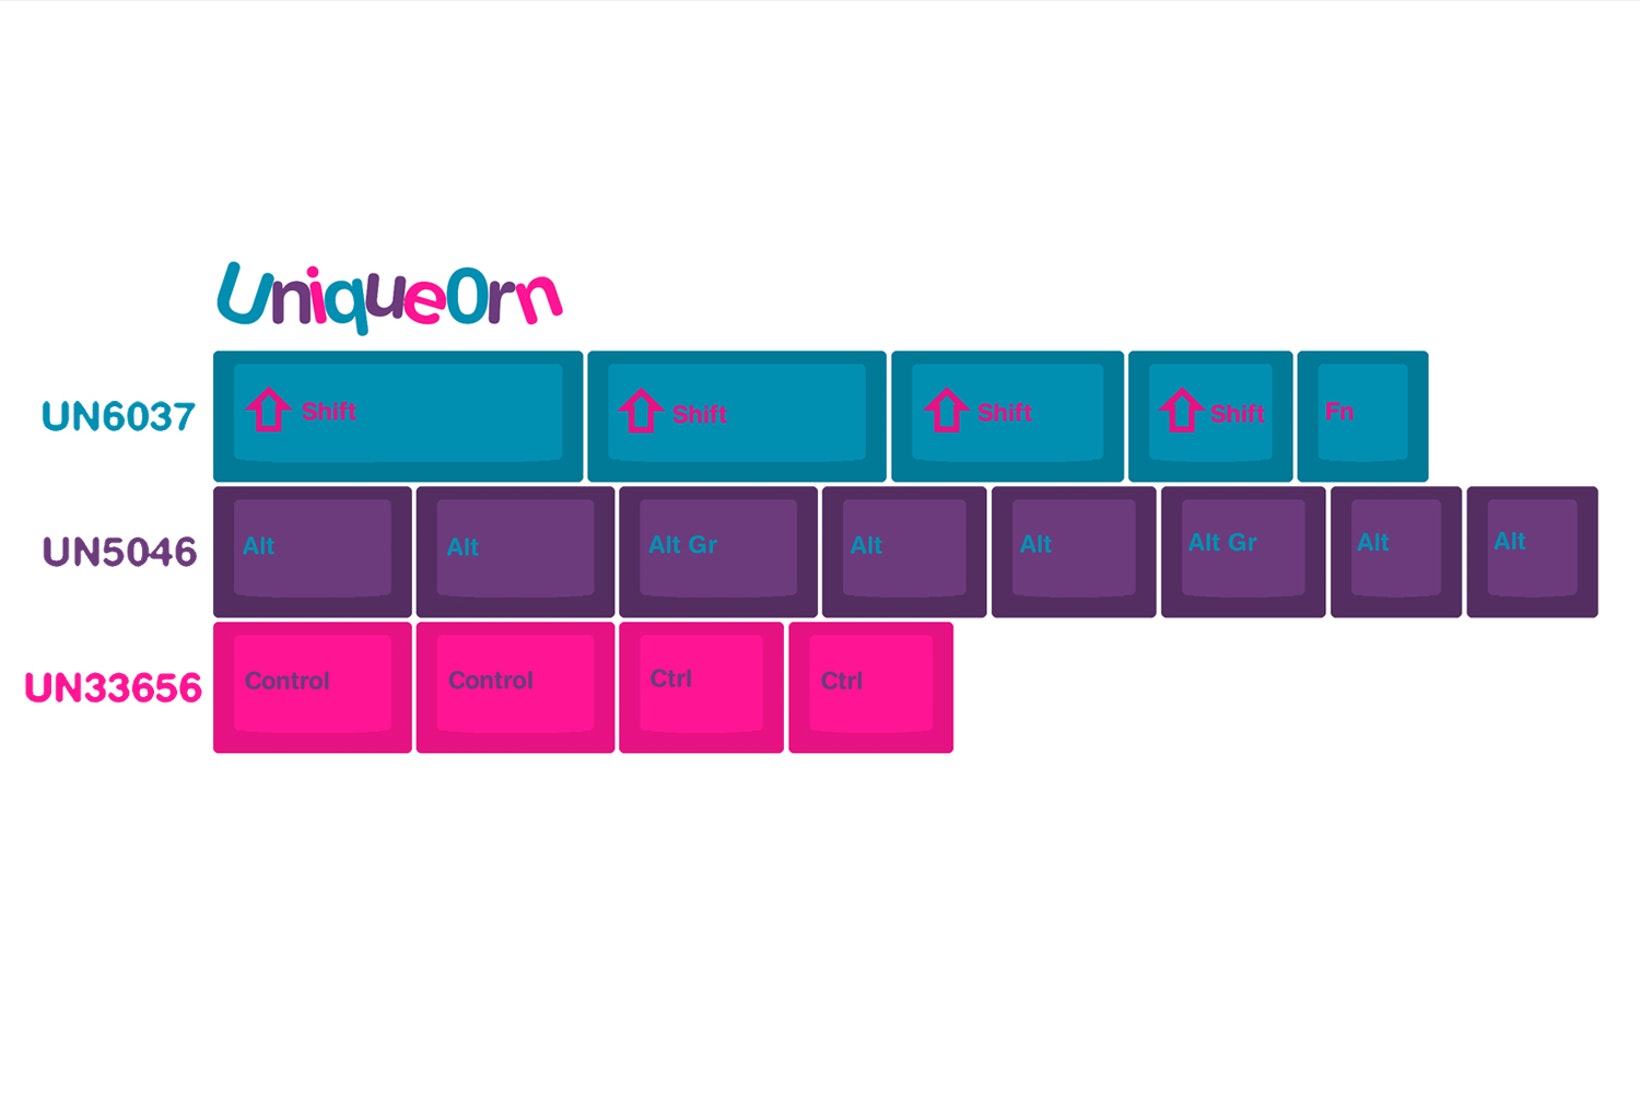 UniqueOrn
UN6037 Shift Shift Shift Shift Fn
UN5046 Alt Alt Alt Gr Alt Alt Alt Gr Alt Alt
UN33656 Control Control Ctrl Ctrl